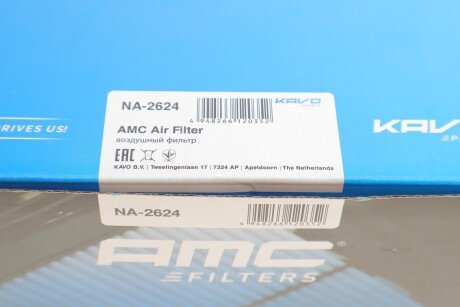 NA-2624
KAVO
PARTS
4 948266 120352
DRIVES US!
AMC Air Filter
воздушный фильтр
EAC
KAVO B.V. | Tweelingenlaan 17 | 7324 AP | Apeldoorn | The Netherlands
KAVO
NA-2624
4 948266 120352
AMC
FILTERS